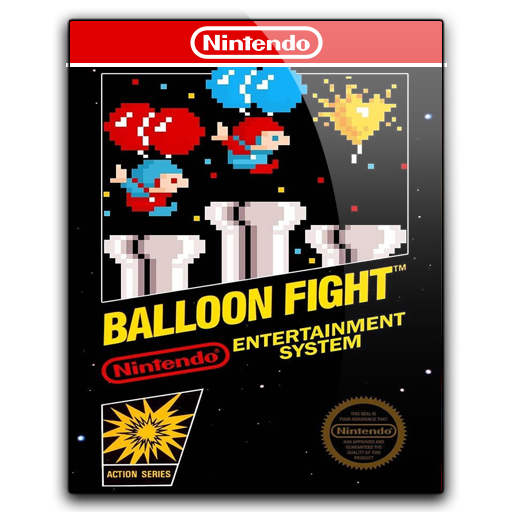 Nintendo
BALLOON FIGHT™
Nintendo
ENTERTAINMENT
SYSTEM
ACTION SERIES
THIS SEAL IS
YOUR ASSURANCE THAT
Nintendo
HAS APPROVED AND
GUARANTEED THE
QUALITY OF THIS
PRODUCT